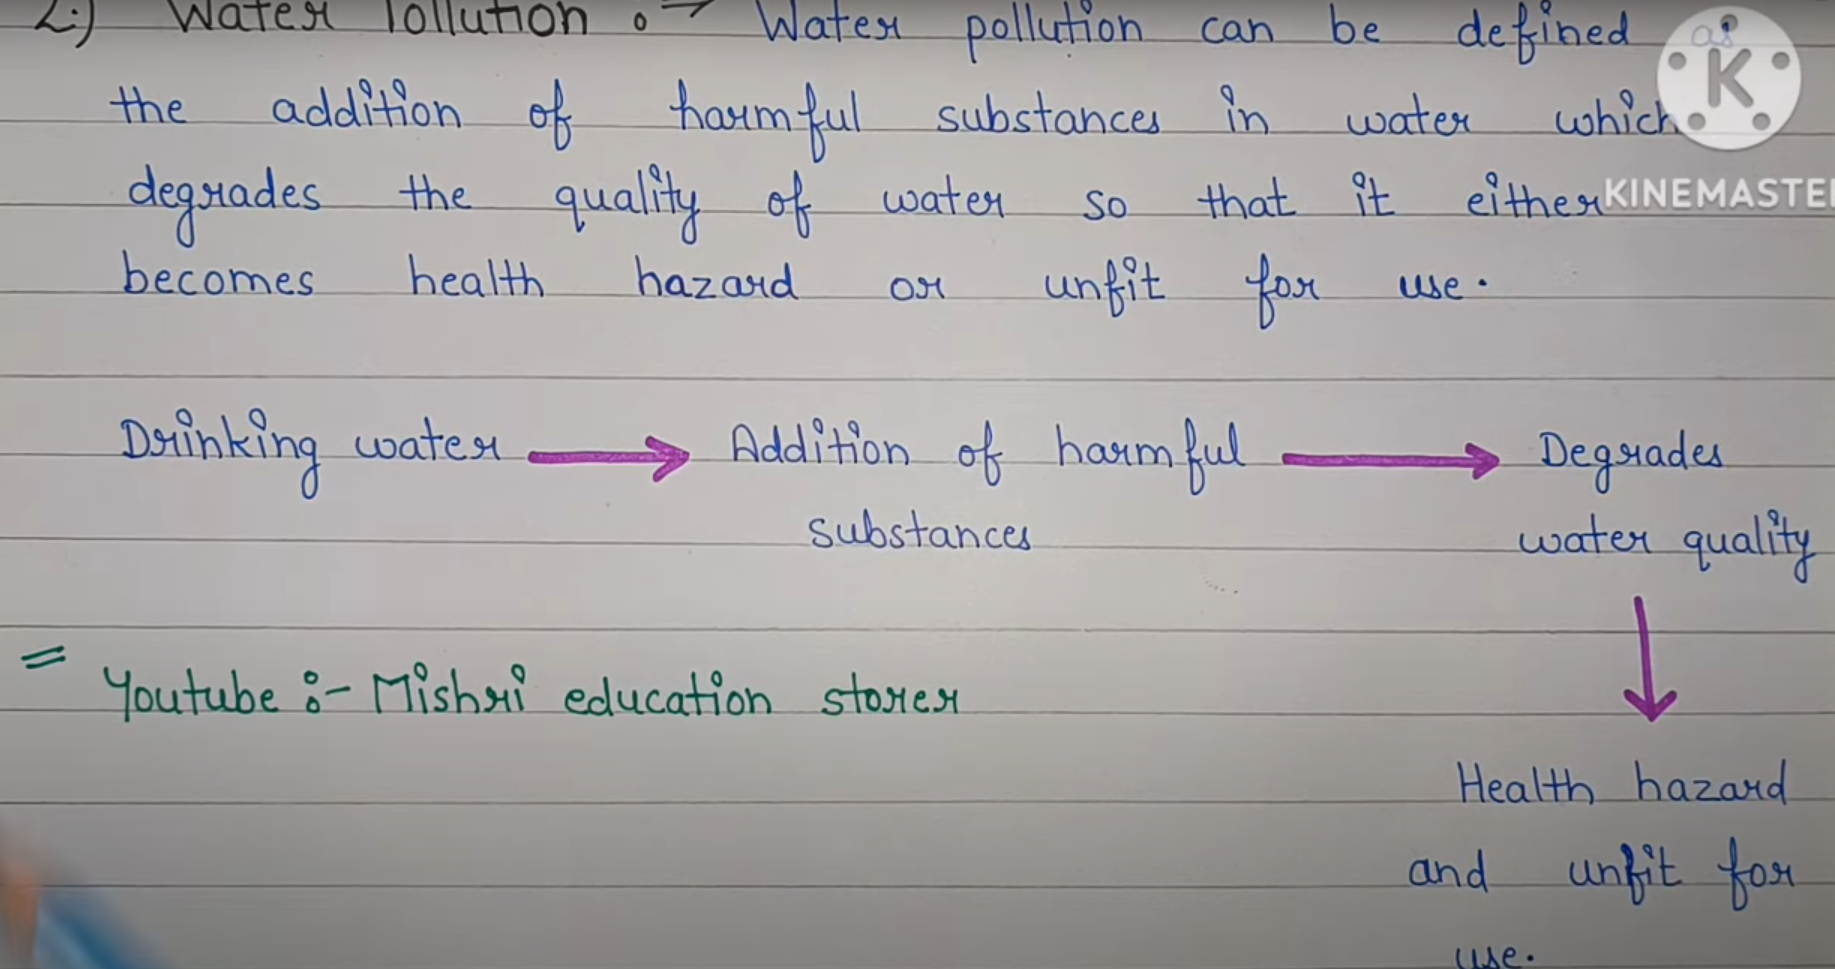 2.) Water Pollution :→ Water pollution can be defined as
the addition of harmful substances in water which
degrades the quality of water so that it either
becomes health hazard or unfit for use.
Drinking water → Addition of harmful → Degrades
substances water quality
↓
= Youtube :- Mishri education storer
Health hazard
and unfit for
use.
K
KINEMASTE